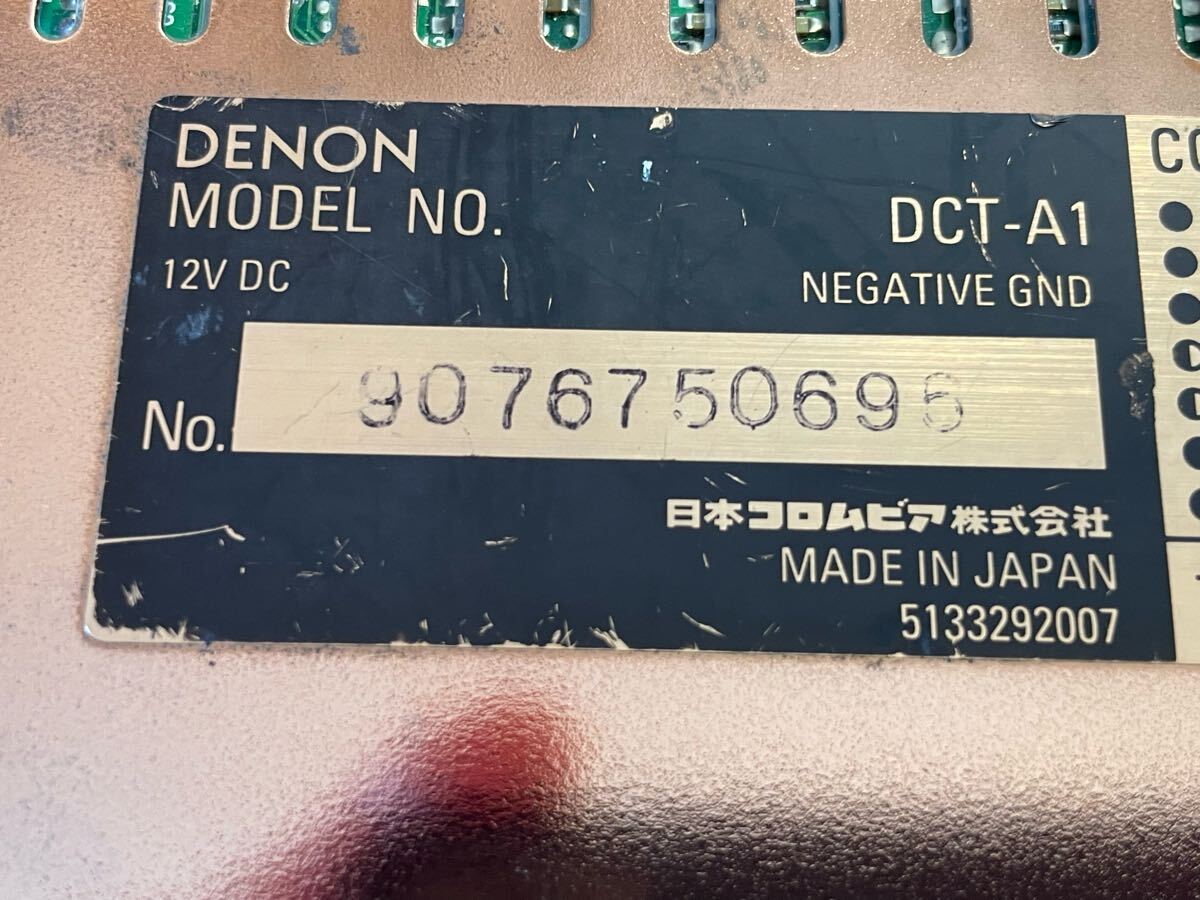 DENON
MODEL NO. DCT-A1
12V DC NEGATIVE GND
No. 9076750696
日本コロムビア株式会社
MADE IN JAPAN
5133292007